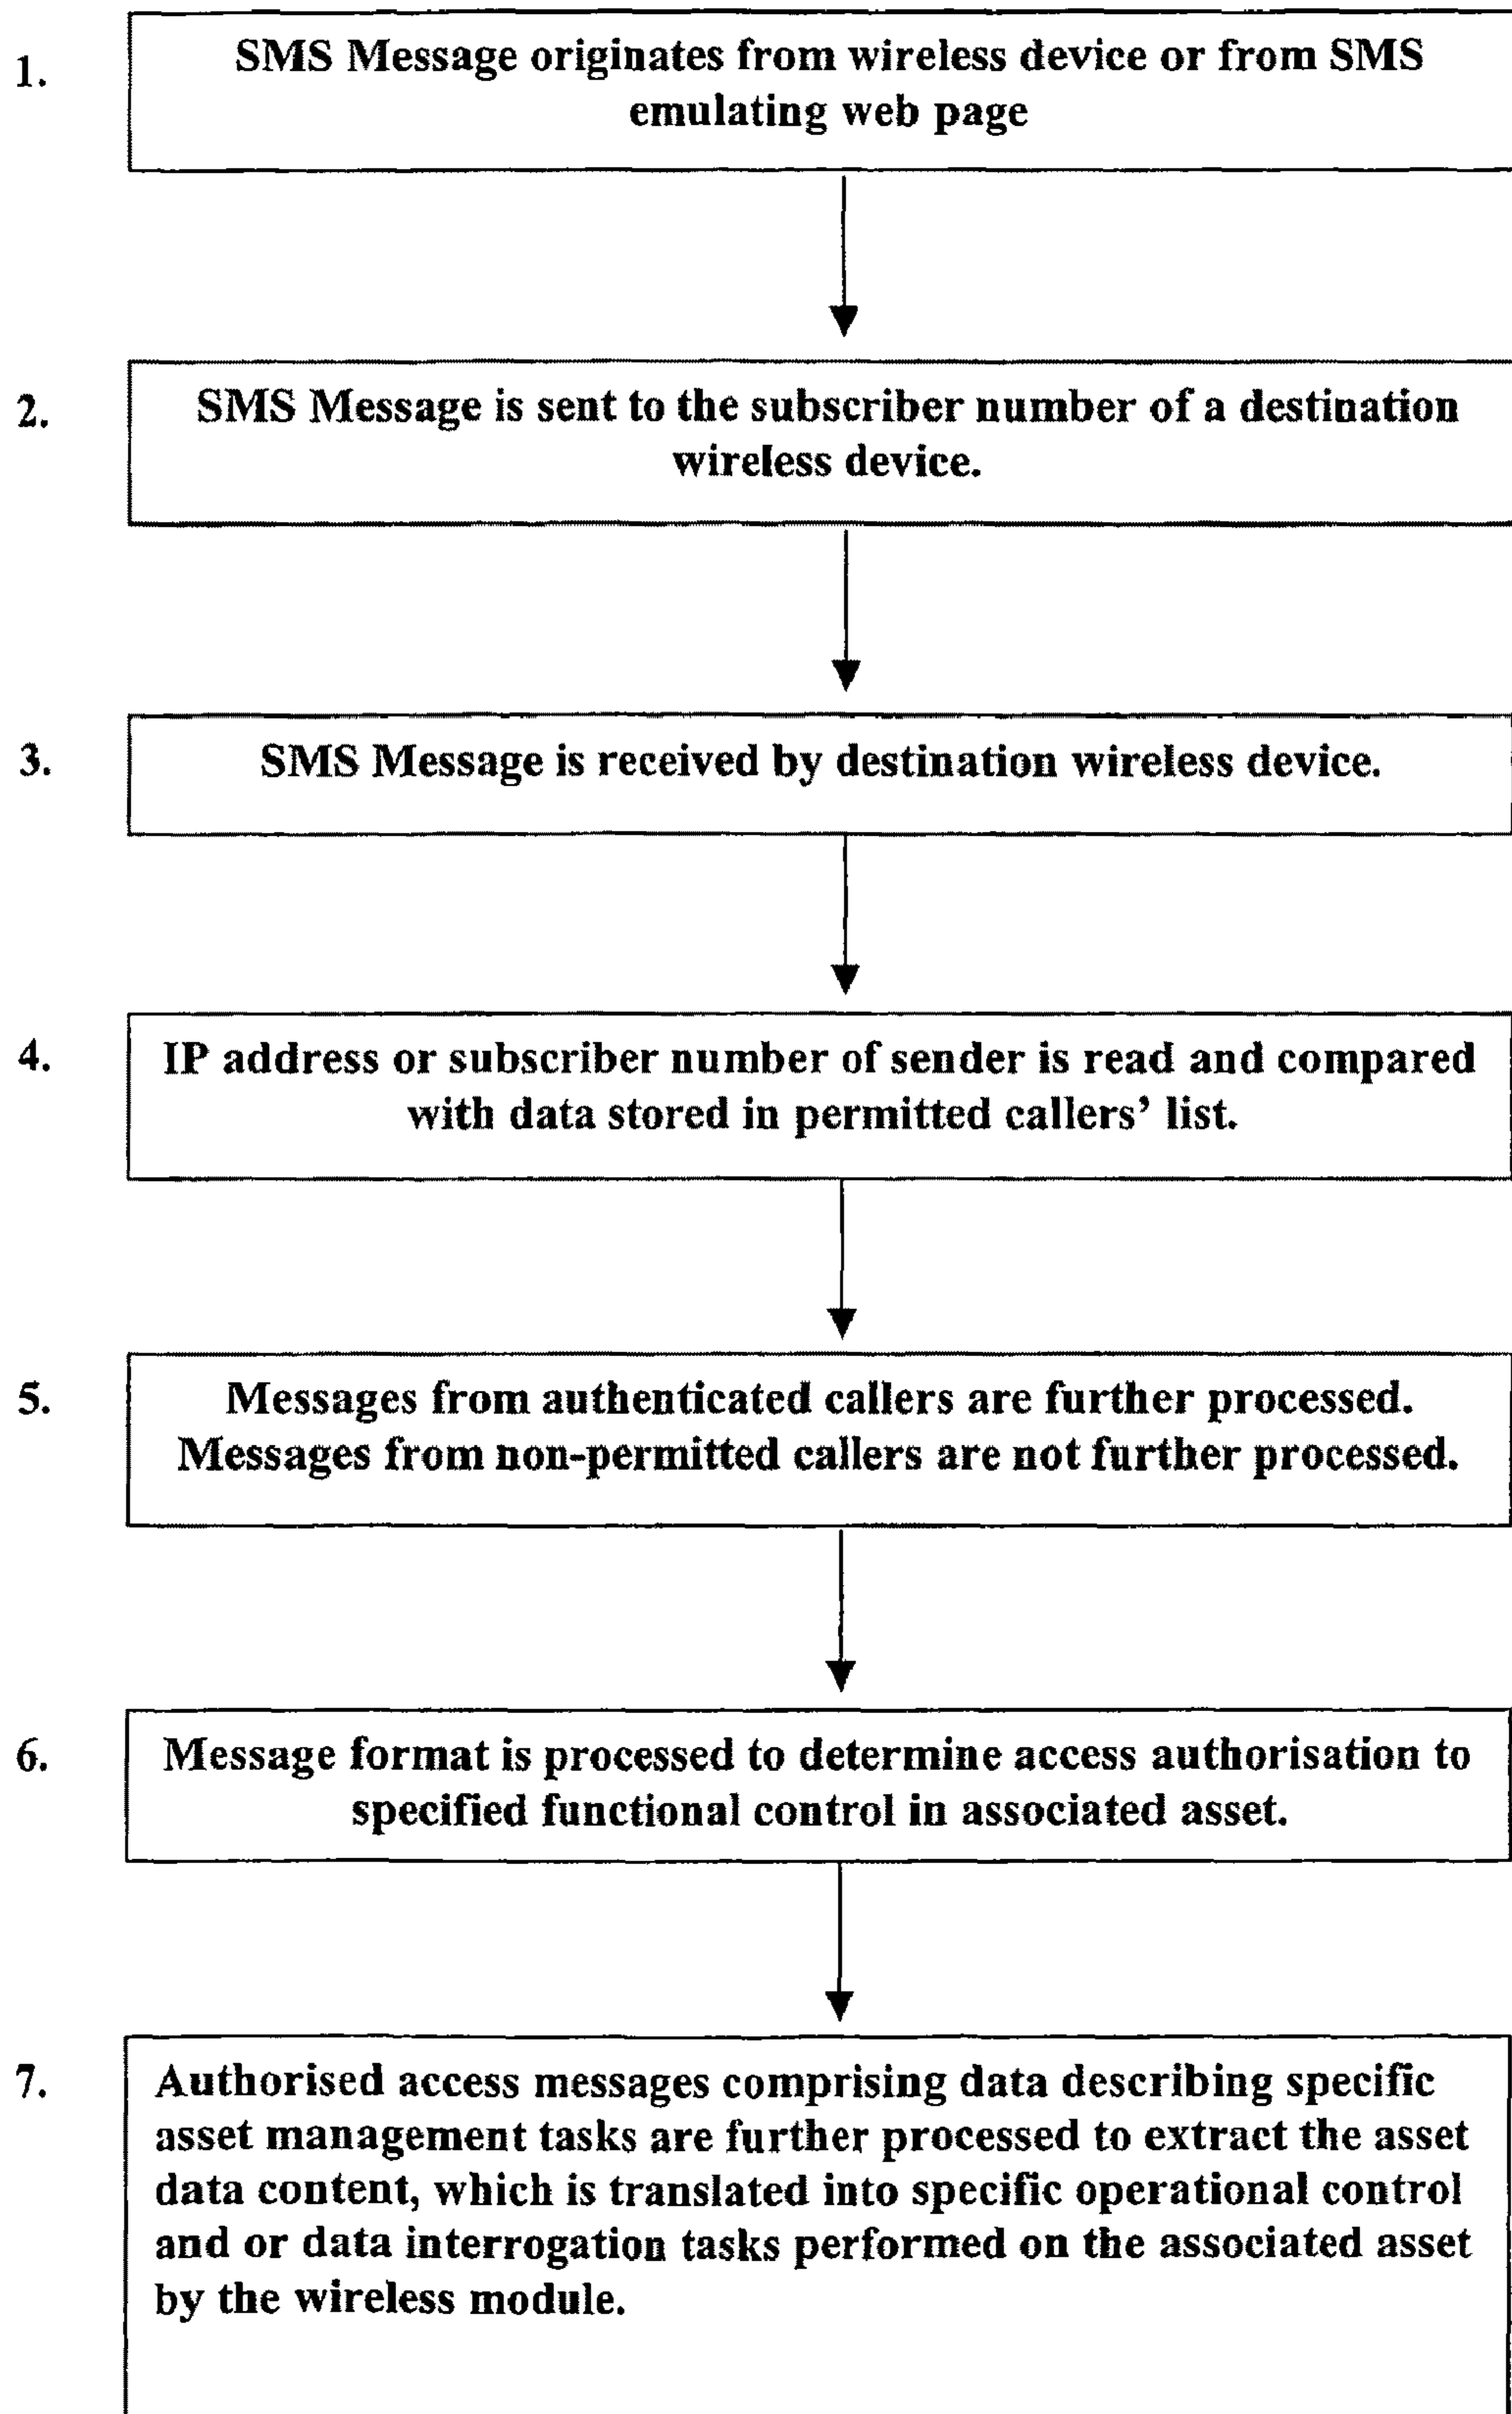 1.
SMS Message originates from wireless device or from SMS
emulating web page
2.
SMS Message is sent to the subscriber number of a destination
wireless device.
3.
SMS Message is received by destination wireless device.
4.
IP address or subscriber number of sender is read and compared
with data stored in permitted callers’ list.
5.
Messages from authenticated callers are further processed.
Messages from non-permitted callers are not further processed.
6.
Message format is processed to determine access authorisation to
specified functional control in associated asset.
7.
Authorised access messages comprising data describing specific
asset management tasks are further processed to extract the asset
data content, which is translated into specific operational control
and or data interrogation tasks performed on the associated asset
by the wireless module.